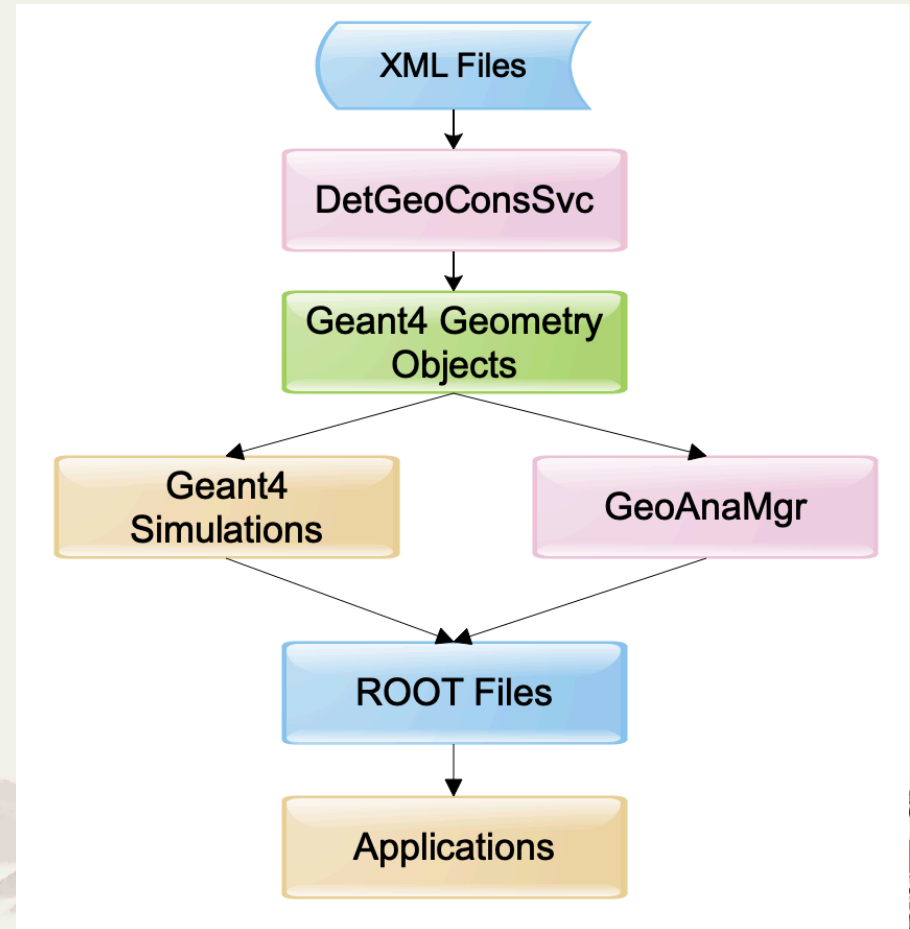 XML Files
DetGeoConsSvc
Geant4 Geometry
Objects
Geant4
Simulations
GeoAnaMgr
ROOT Files
Applications